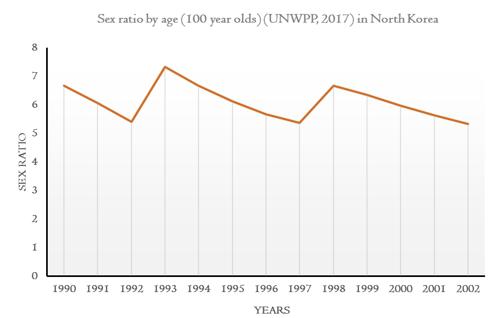 Sex ratio by age (100 year olds) (UNWPP, 2017) in North Korea
8
7
6
5
4
3
2
1
0
SEX RATIO
1990 1991 1992 1993 1994 1995 1996 1997 1998 1999 2000 2001 2002
YEARS